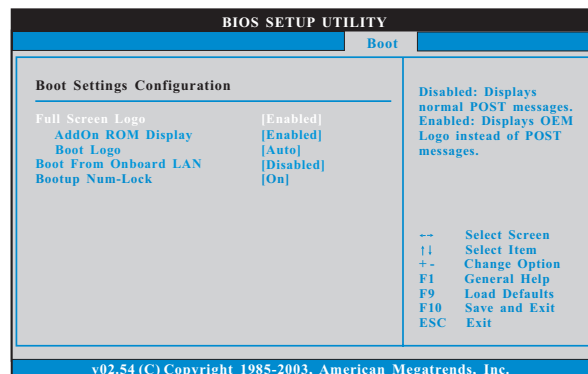 BIOS SETUP UTILITY
Boot
Boot Settings Configuration
Full Screen Logo [Enabled]
AddOn ROM Display [Enabled]
Boot Logo [Auto]
Boot From Onboard LAN [Disabled]
Bootup Num-Lock [On]
Disabled: Displays
normal POST messages.
Enabled: Displays OEM
Logo instead of POST
messages.
←→ Select Screen
↑↓ Select Item
+- Change Option
F1 General Help
F9 Load Defaults
F10 Save and Exit
ESC Exit
v02.54 (C) Copyright 1985-2003, American Megatrends, Inc.